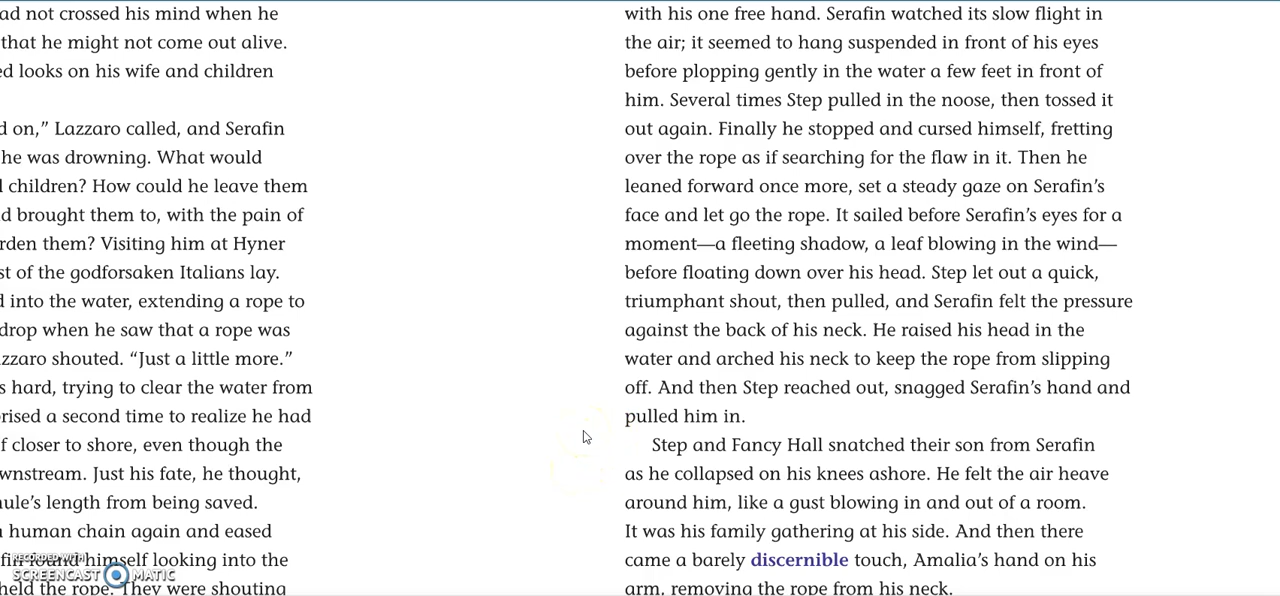 ad not crossed his mind when he
that he might not come out alive.
ed looks on his wife and children
d on,” Lazzaro called, and Serafin
he was drowning. What would
l children? How could he leave them
d brought them to, with the pain of
rden them? Visiting him at Hyner
st of the godforsaken Italians lay.
d into the water, extending a rope to
drop when he saw that a rope was
zzaro shouted. “Just a little more.”
s hard, trying to clear the water from
prised a second time to realize he had
f closer to shore, even though the
wnstream. Just his fate, he thought,
nule’s length from being saved.
a human chain again and eased
fin found himself looking into the
held the rope. They were shouting
with his one free hand. Serafin watched its slow flight in
the air; it seemed to hang suspended in front of his eyes
before plopping gently in the water a few feet in front of
him. Several times Step pulled in the noose, then tossed it
out again. Finally he stopped and cursed himself, fretting
over the rope as if searching for the flaw in it. Then he
leaned forward once more, set a steady gaze on Serafin’s
face and let go the rope. It sailed before Serafin’s eyes for a
moment—a fleeting shadow, a leaf blowing in the wind—
before floating down over his head. Step let out a quick,
triumphant shout, then pulled, and Serafin felt the pressure
against the back of his neck. He raised his head in the
water and arched his neck to keep the rope from slipping
off. And then Step reached out, snagged Serafin’s hand and
pulled him in.
Step and Fancy Hall snatched their son from Serafin
as he collapsed on his knees ashore. He felt the air heave
around him, like a gust blowing in and out of a room.
It was his family gathering at his side. And then there
came a barely discernible touch, Amalia’s hand on his
arm, removing the rope from his neck.
RECORDED WITH
SCREENCAST MATIC